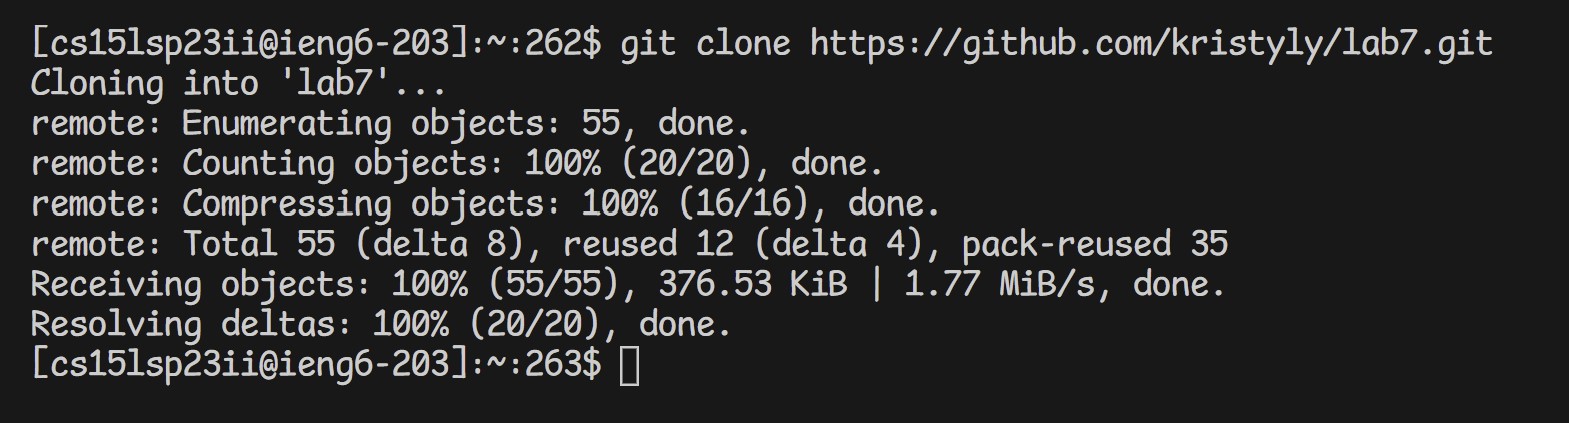 [cs15lsp23ii@ieng6-203]:~:262$ git clone https://github.com/kristyly/lab7.git
Cloning into 'lab7'...
remote: Enumerating objects: 55, done.
remote: Counting objects: 100% (20/20), done.
remote: Compressing objects: 100% (16/16), done.
remote: Total 55 (delta 8), reused 12 (delta 4), pack-reused 35
Receiving objects: 100% (55/55), 376.53 KiB | 1.77 MiB/s, done.
Resolving deltas: 100% (20/20), done.
[cs15lsp23ii@ieng6-203]:~:263$